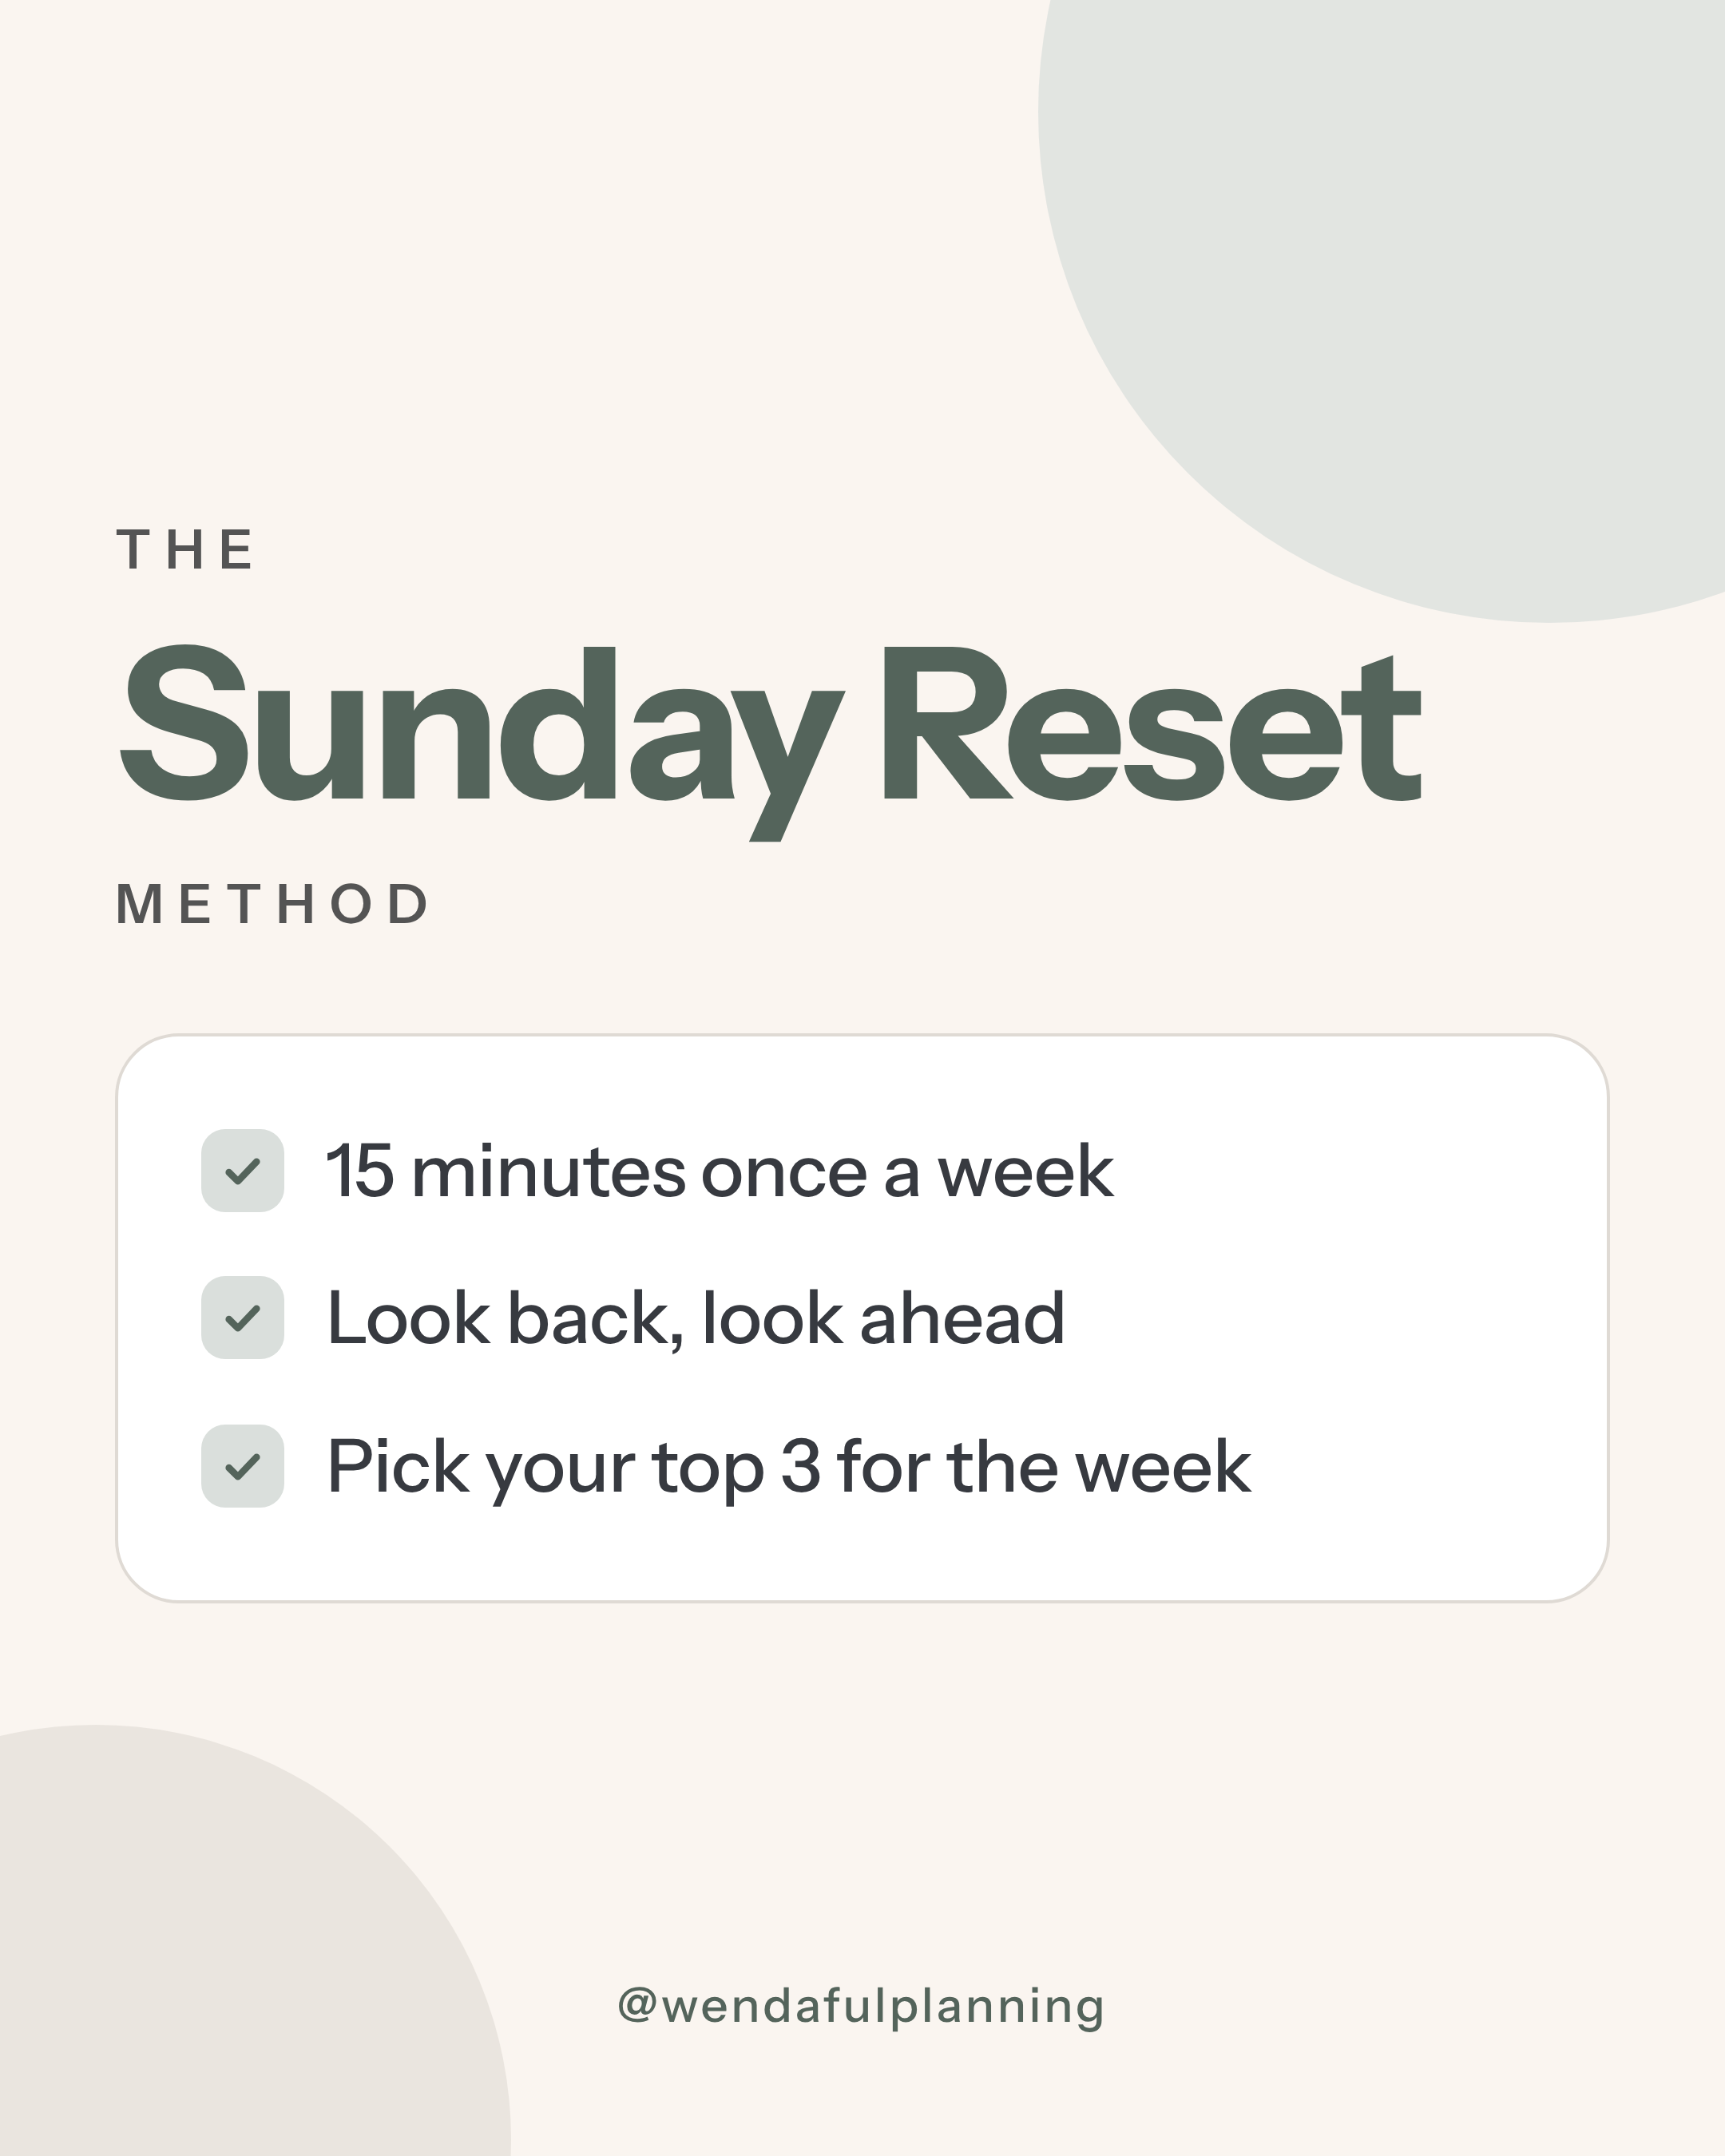 THE
Sunday Reset
METHOD
15 minutes once a week
Look back, look ahead
Pick your top 3 for the week
@wendafulplanning